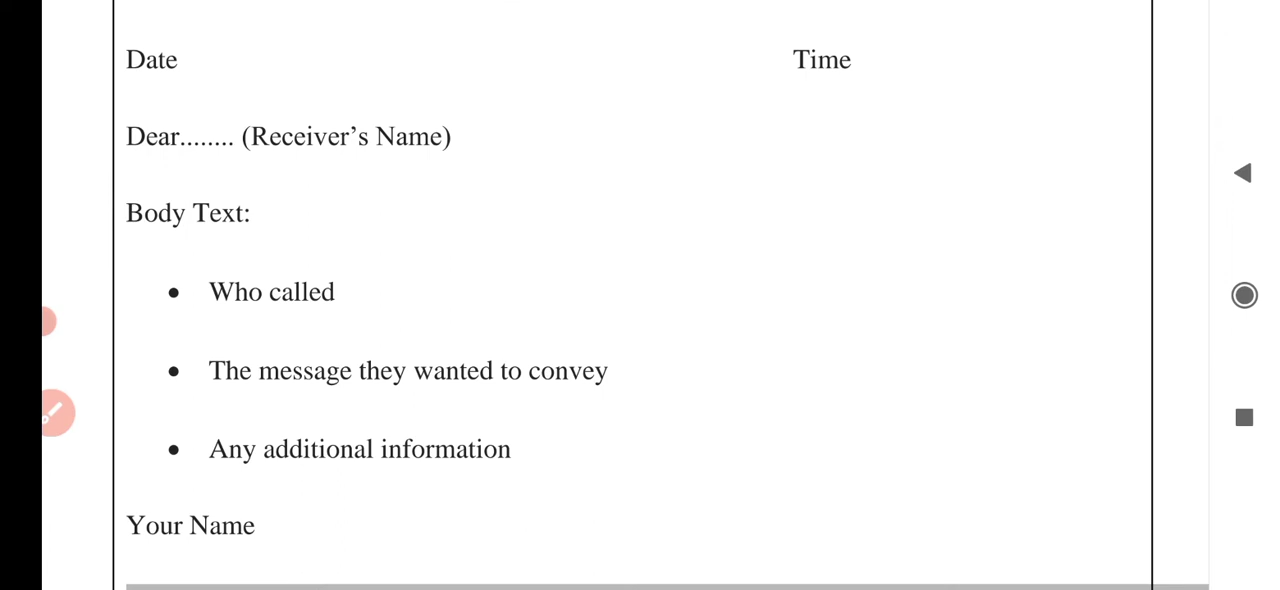 Date Time
Dear........ (Receiver’s Name)
Body Text:
• Who called
• The message they wanted to convey
• Any additional information
Your Name